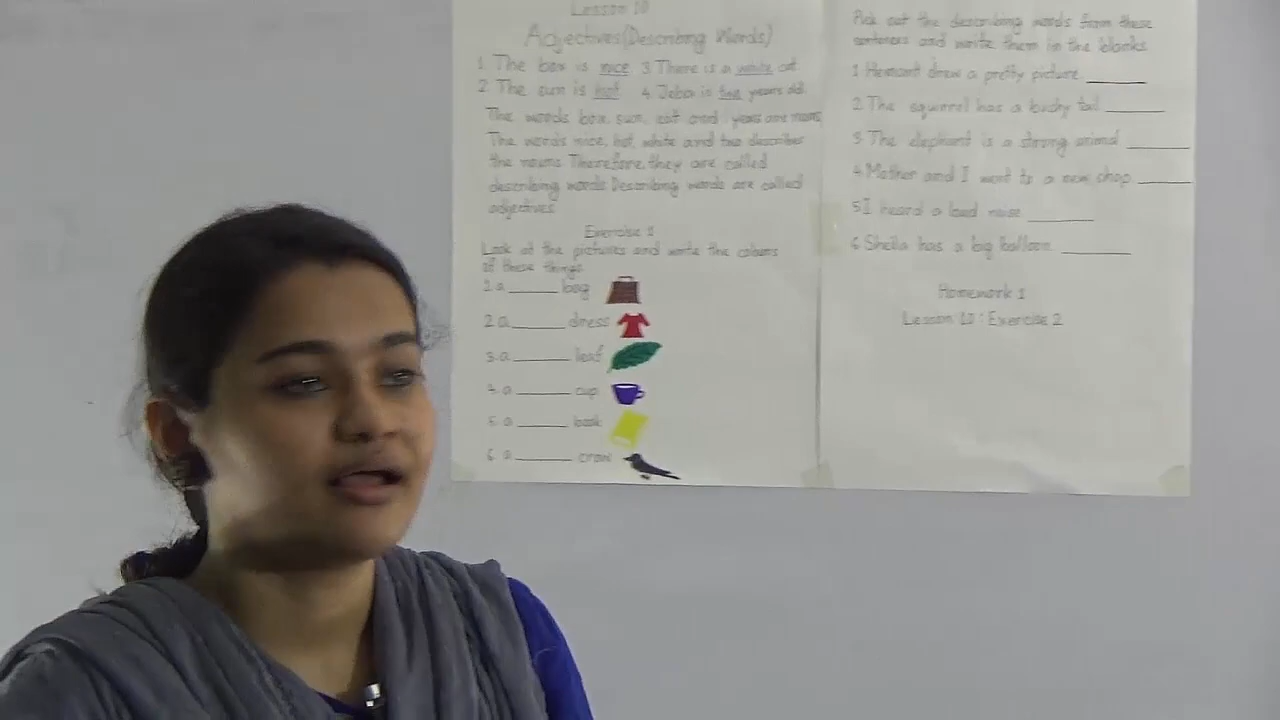 Lesson 10
Adjectives(Describing Words)
1 The box is nice 3 There is a white cat
2 The sun is hot 4 Jeba is two years old
The words box, sun, cat and years are nouns
The words nice, hot, white and two describe
the nouns Therefore, they are called
describing words Describing words are called
adjectives
Exercise 1
Look at the pictures and write the colours
of these things
1 a ______ bag
2 a ______ dress
3. a ______ leaf
4. a ______ cup
5. a ______ book
6 a ______ crow
Pick out the describing words from these
sentences and write them in the blanks
1 Hemant drew a pretty picture ______
2. The squirrel has a bushy tail ______
3 The elephant is a strong animal ______
4 Mother and I went to a new shop ______
5 I heard a loud noise ______
6 Sheila has a big balloon ______
Homework 1
Lesson 10 : Exercise 2